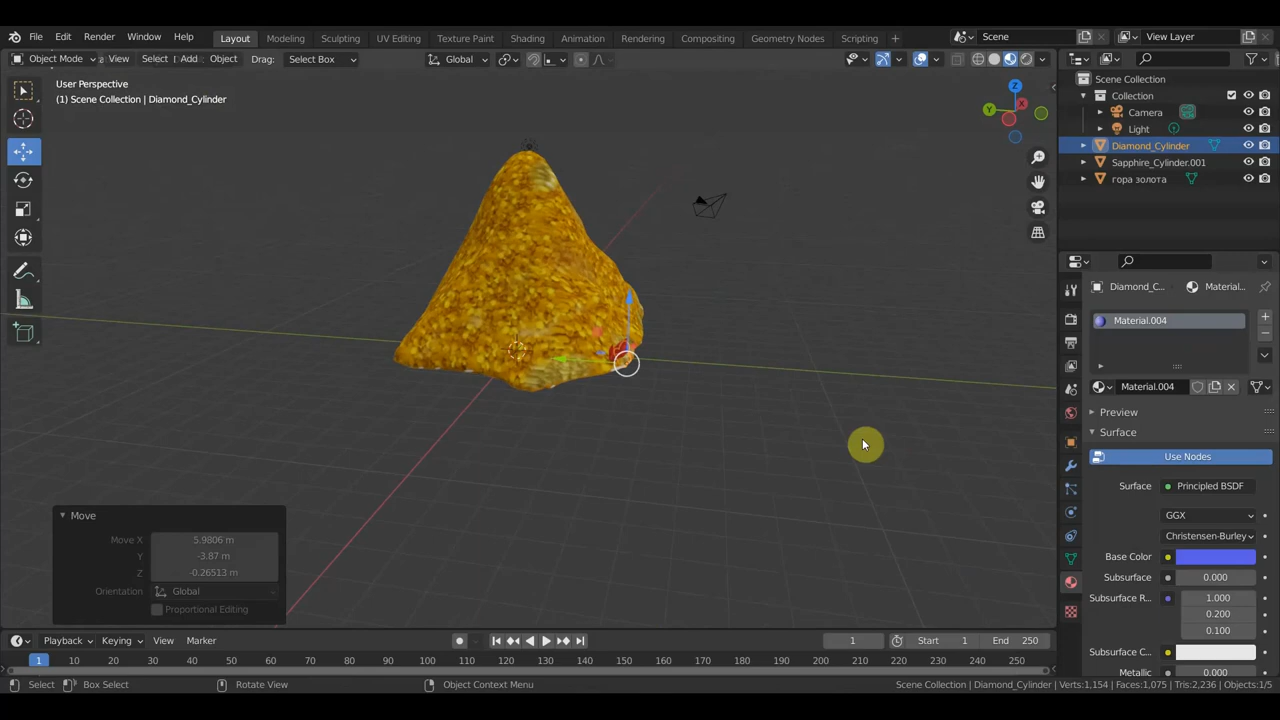 File Edit Render Window Help Layout Modeling Sculpting UV Editing Texture Paint Shading Animation Rendering Compositing Geometry Nodes Scripting + Scene View Layer
Object Mode View Select Add Object Drag: Select Box Global
User Perspective
(1) Scene Collection | Diamond_Cylinder
Z
X
Y
Scene Collection
Collection
Camera
Light
Diamond_Cylinder
Sapphire_Cylinder.001
гора золота
Diamond_C... Material...
Material.004
Material.004
Preview
Surface
Use Nodes
Surface Principled BSDF
GGX
Christensen-Burley
Base Color
Subsurface 0.000
Subsurface R... 1.000
0.200
0.100
Subsurface C...
Metallic 0.000
Move
Move X 5.9806 m
Y -3.87 m
Z -0.26513 m
Orientation Global
Proportional Editing
Playback Keying View Marker 1 Start 1 End 250
1 10 20 30 40 50 60 70 80 90 100 110 120 130 140 150 160 170 180 190 200 210 220 230 240 250
Select Box Select Rotate View Object Context Menu Scene Collection | Diamond_Cylinder | Verts:1,154 | Faces:1,075 | Tris:2,236 | Objects:1/5